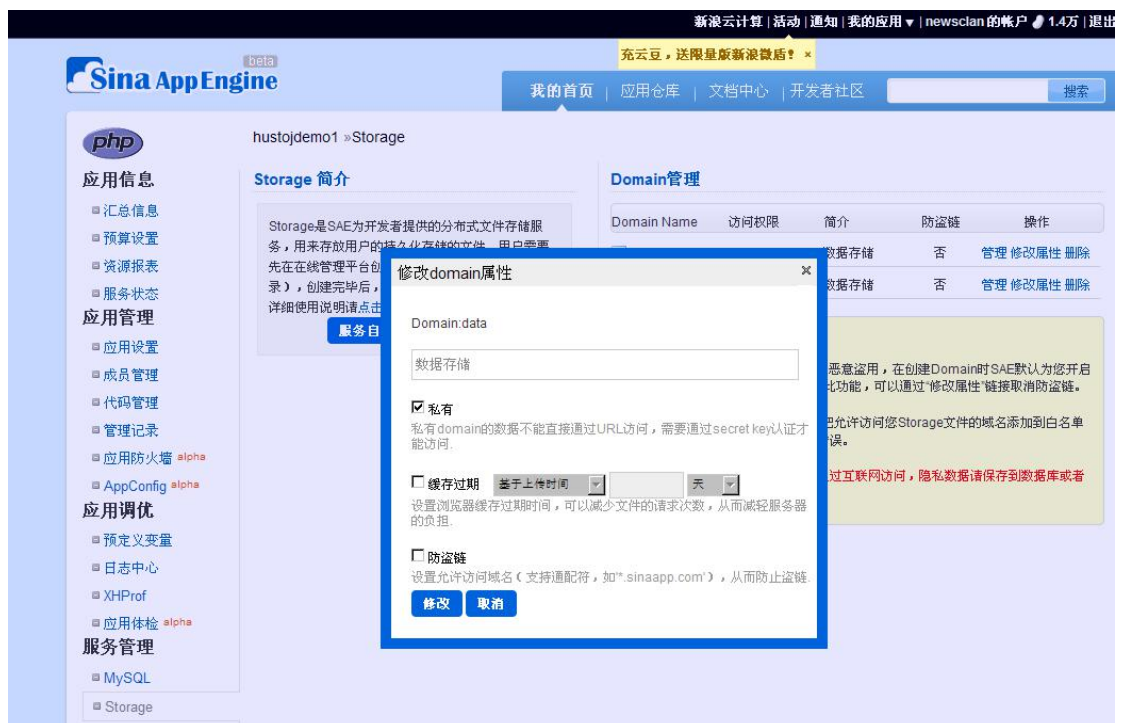 新浪云计算 | 活动 | 通知 | 我的应用 ▼ | newsclan的帐户 1.4万 | 退出
充云豆，送限量版新浪微盾！ ×
Sina App Engine beta
我的首页 | 应用仓库 | 文档中心 | 开发者社区 搜索
php
hustojdemo1 »Storage
应用信息
汇总信息
预算设置
资源报表
服务状态
应用管理
应用设置
成员管理
代码管理
管理记录
应用防火墙 alpha
AppConfig alpha
应用调优
预定义变量
日志中心
XHProf
应用体检 alpha
服务管理
MySQL
Storage
Storage 简介
Storage是SAE为开发者提供的分布式文件存储服
务，用来存放用户的持久化存储的文件。用户需要
先在在线管理平台创
录），创建完毕后，
详细使用说明请点击
服务自
Domain管理
Domain Name 访问权限 简介 防盗链 操作
数据存储 否 管理 修改属性 删除
数据存储 否 管理 修改属性 删除
恶意盗用，在创建Domain时SAE默认为您开启
此功能，可以通过“修改属性”链接取消防盗链。
把允许访问您Storage文件的域名添加到白名单
误。
过互联网访问，隐私数据请保存到数据库或者
修改domain属性 ×
Domain:data
数据存储
私有
私有domain的数据不能直接通过URL访问，需要通过secret key认证才
能访问.
缓存过期 基于上传时间 天
设置浏览器缓存过期时间，可以减少文件的请求次数，从而减轻服务器
的负担.
防盗链
设置允许访问域名（支持通配符，如'*.sinaapp.com'），从而防止盗链.
修改 取消